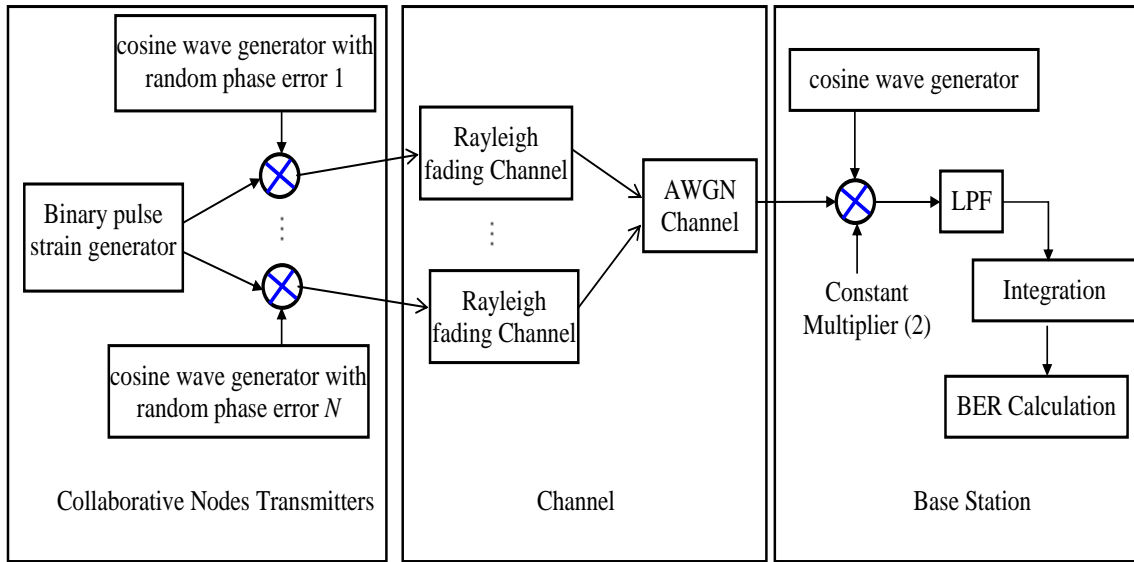 cosine wave generator with
random phase error 1
Binary pulse
strain generator
cosine wave generator with
random phase error N
Collaborative Nodes Transmitters
Rayleigh
fading Channel
Rayleigh
fading Channel
AWGN
Channel
Channel
cosine wave generator
LPF
Constant
Multiplier (2)
Integration
BER Calculation
Base Station